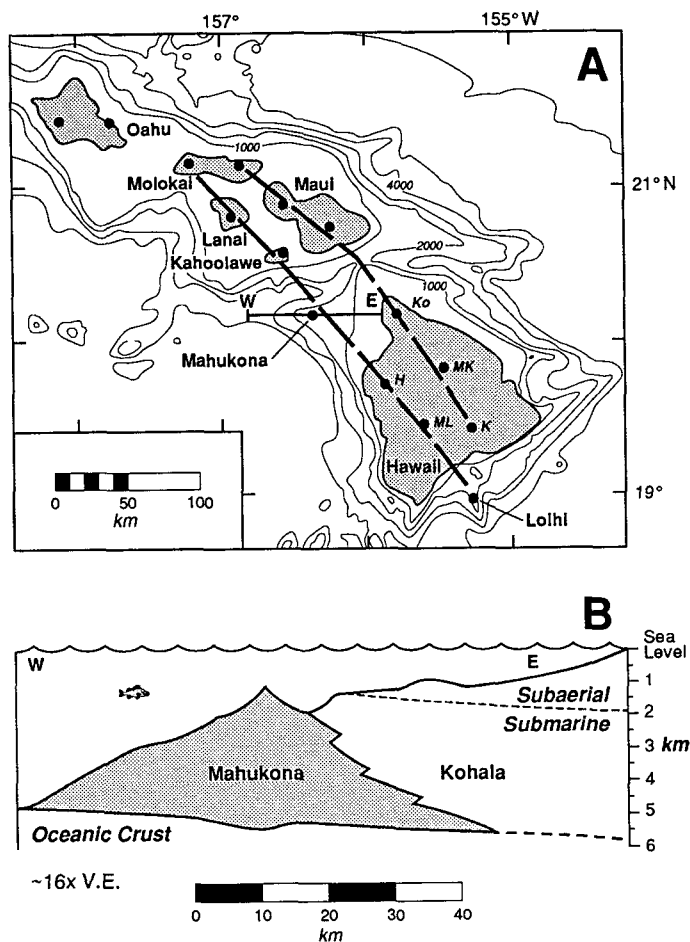 157°
155°W
A
Oahu
1000
Molokai
Maui
4000
21°N
Lanai
Kahoolawe
2000
1000
W
E
Ko
Mahukona
MK
H
ML
K
Hawaii
0
50
100
km
19°
Loihi
B
Sea
Level
W
E
1
Subaerial
2
Submarine
3 km
Mahukona
Kohala
4
5
Oceanic Crust
6
~16x V.E.
0
10
20
30
40
km